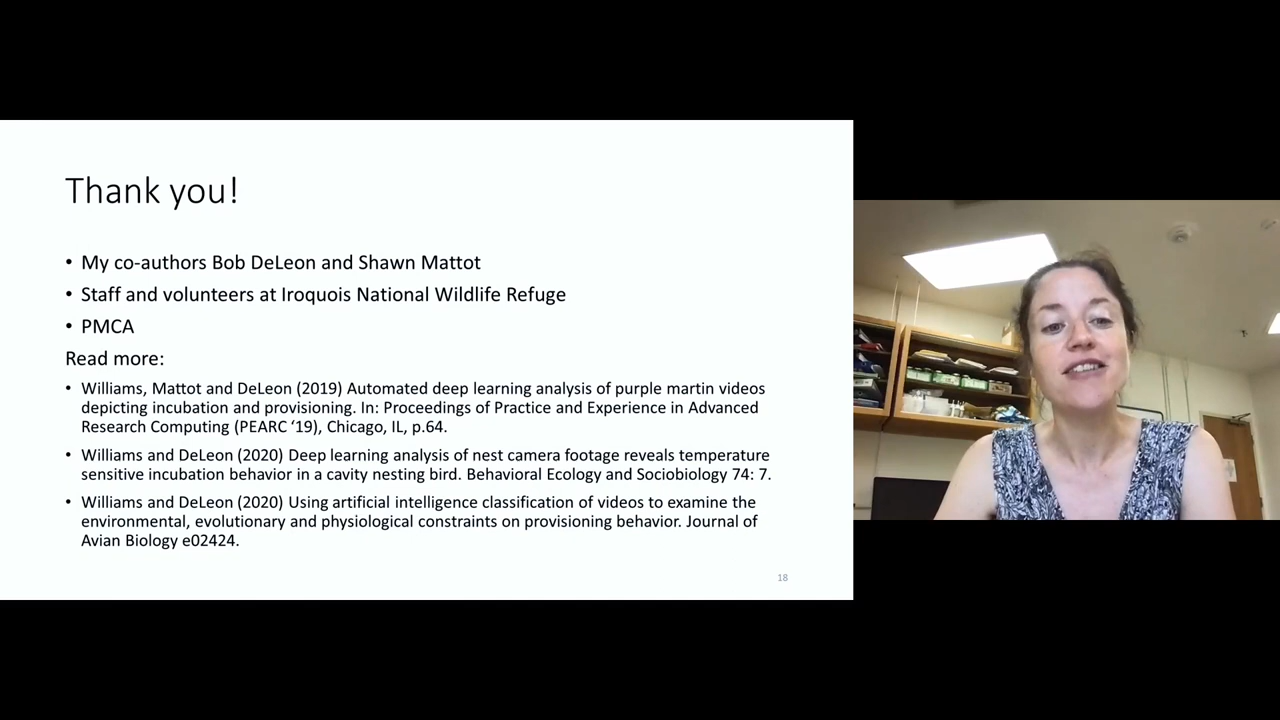 Thank you!
• My co-authors Bob DeLeon and Shawn Mattot
• Staff and volunteers at Iroquois National Wildlife Refuge
• PMCA
Read more:
• Williams, Mattot and DeLeon (2019) Automated deep learning analysis of purple martin videos
depicting incubation and provisioning. In: Proceedings of Practice and Experience in Advanced
Research Computing (PEARC ‘19), Chicago, IL, p.64.
• Williams and DeLeon (2020) Deep learning analysis of nest camera footage reveals temperature
sensitive incubation behavior in a cavity nesting bird. Behavioral Ecology and Sociobiology 74: 7.
• Williams and DeLeon (2020) Using artificial intelligence classification of videos to examine the
environmental, evolutionary and physiological constraints on provisioning behavior. Journal of
Avian Biology e02424.
18